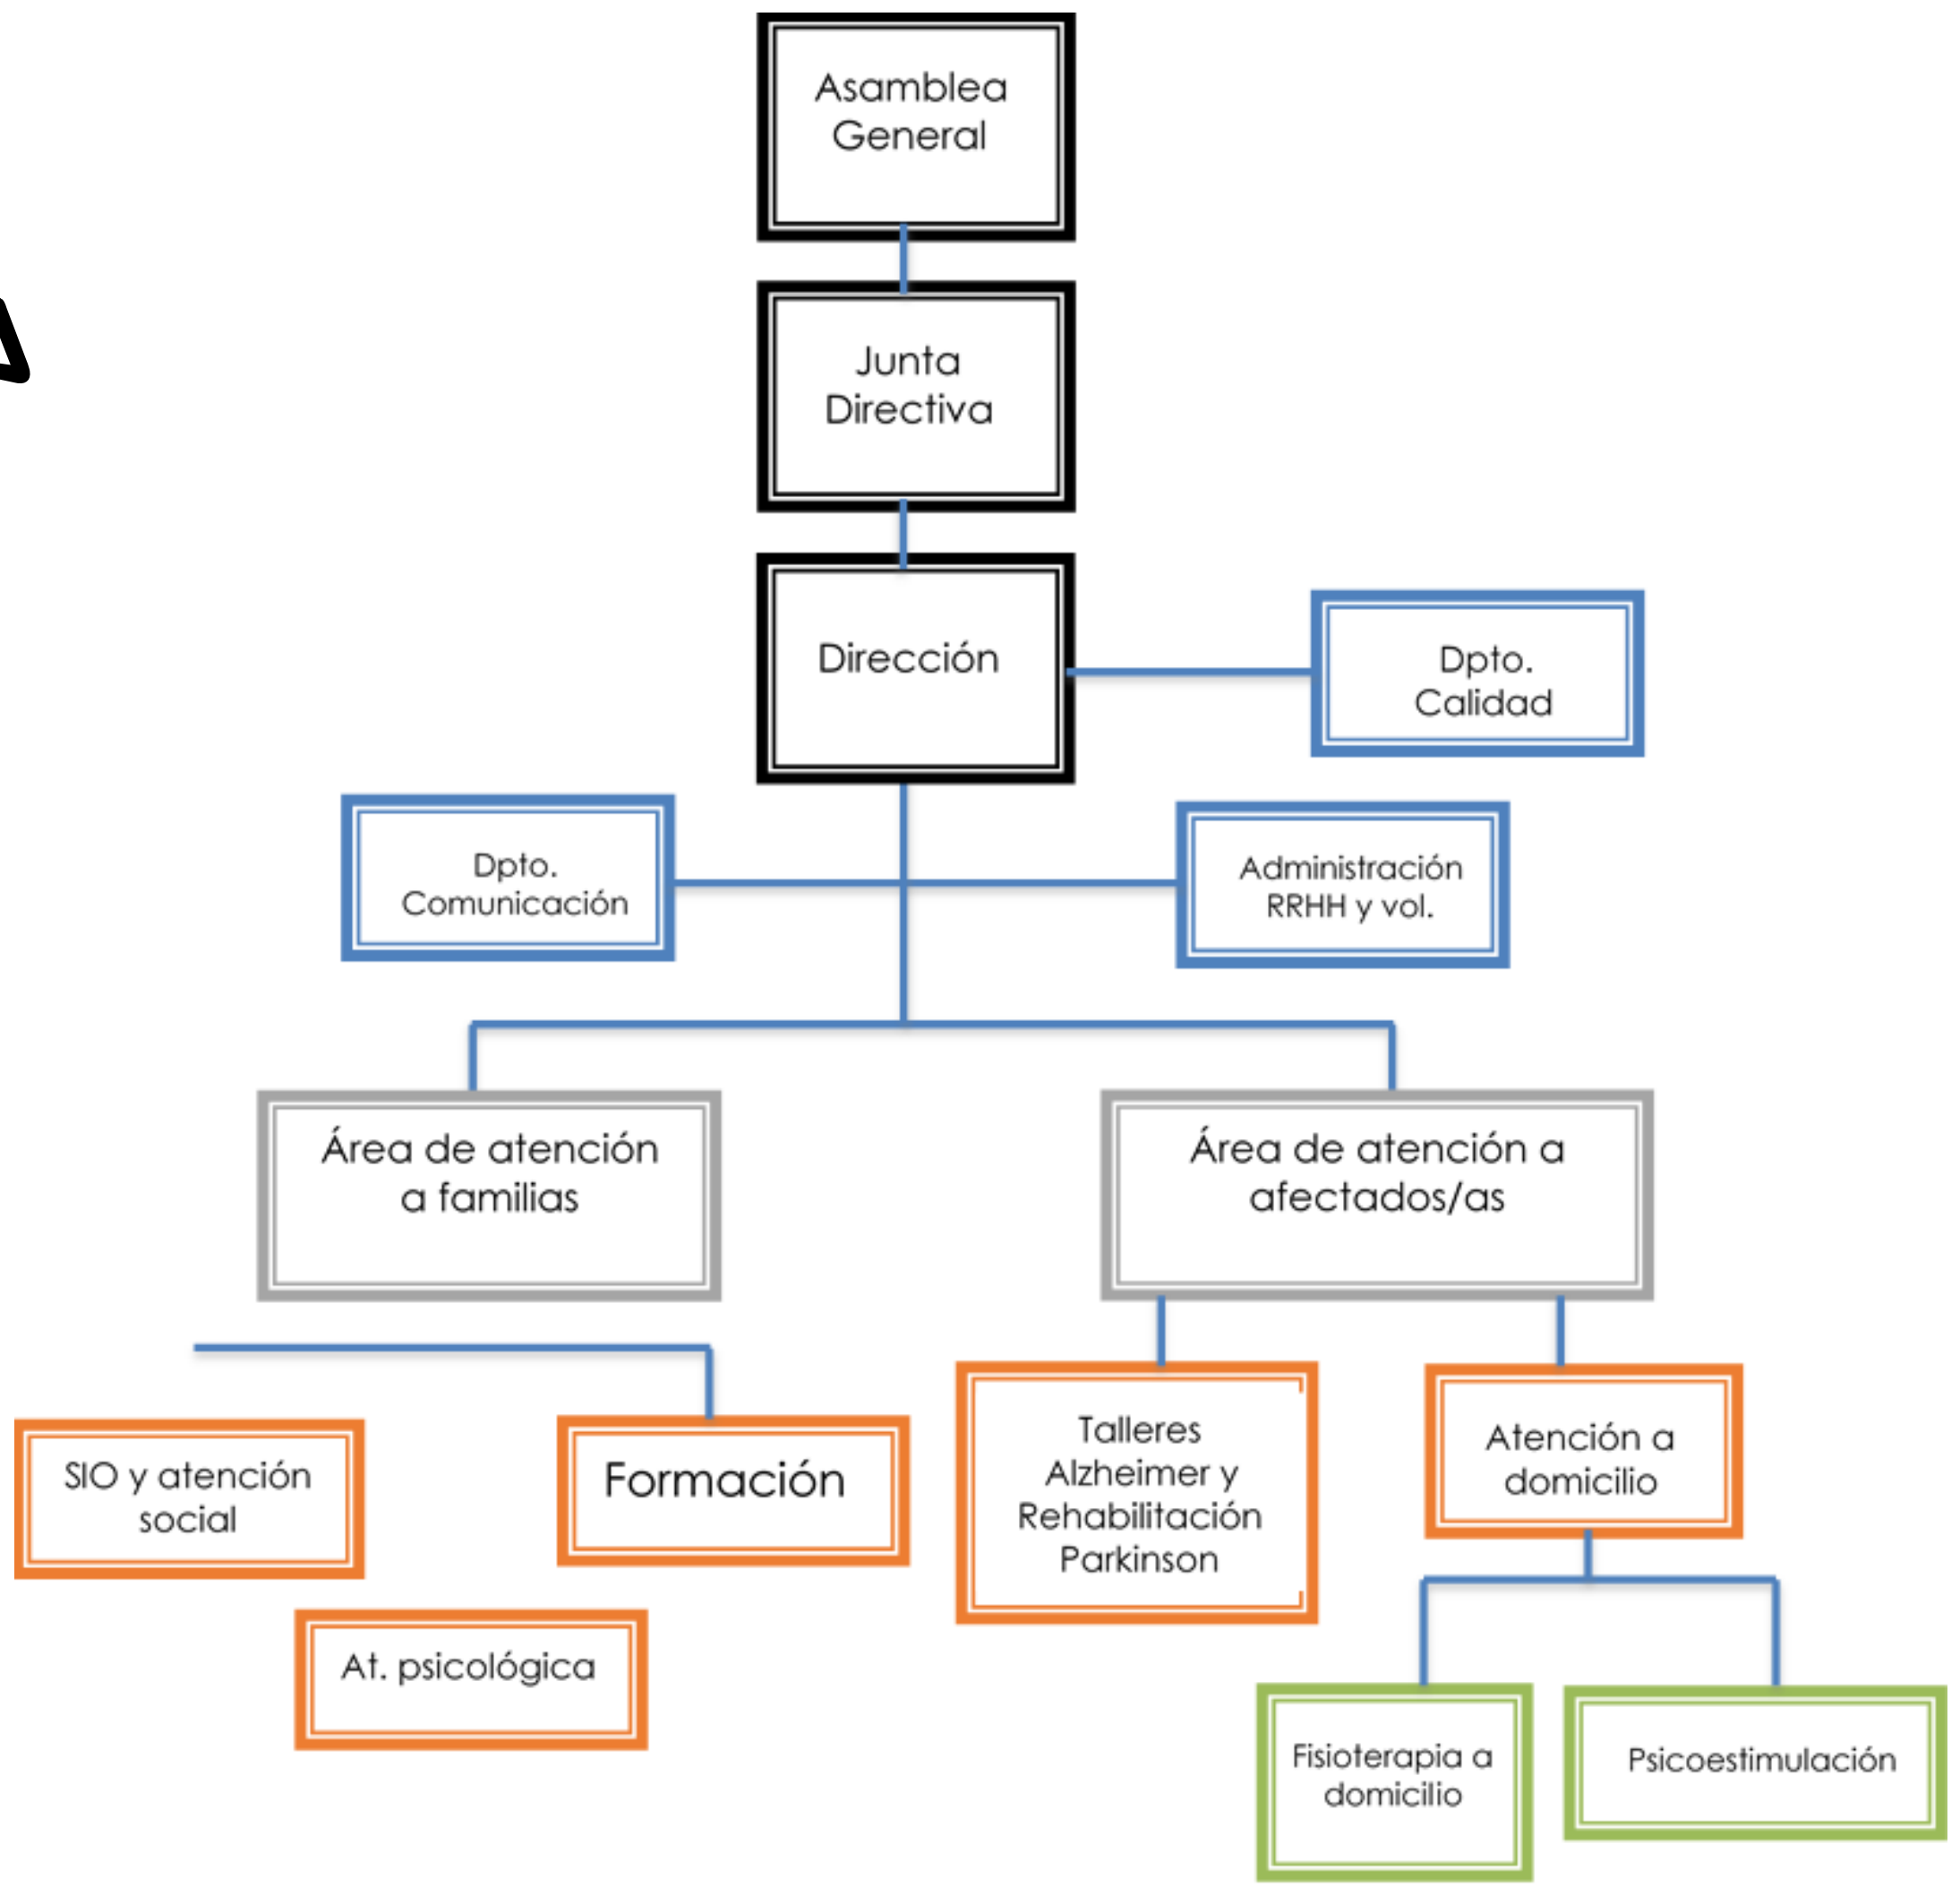 Asamblea
General
Junta
Directiva
Dirección
Dpto.
Calidad
Dpto.
Comunicación
Administración
RRHH y vol.
Área de atención
a familias
Área de atención a
afectados/as
SIO y atención
social
Formación
At. psicológica
Talleres
Alzheimer y
Rehabilitación
Parkinson
Atención a
domicilio
Fisioterapia a
domicilio
Psicoestimulación